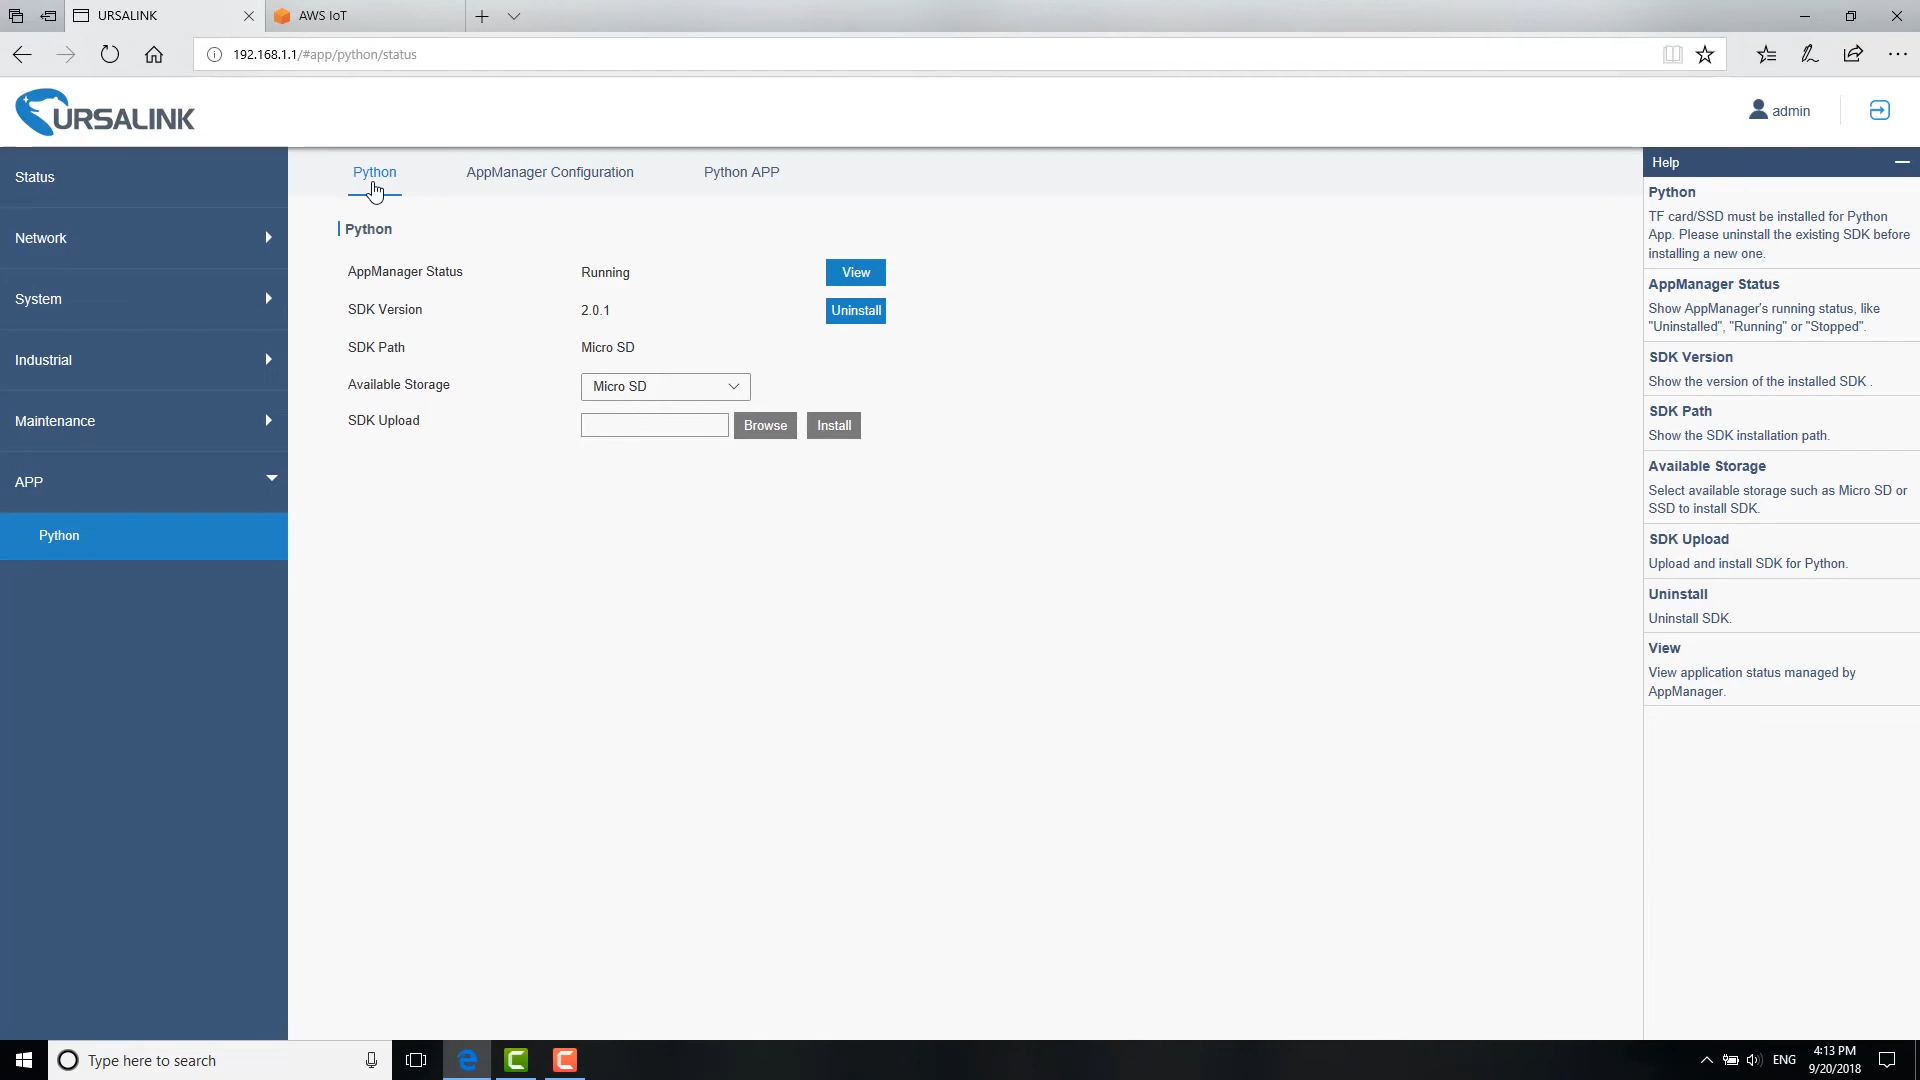 URSALINK
AWS IoT
192.168.1.1/#app/python/status
URSALINK
admin
Status
Network
System
Industrial
Maintenance
APP
Python
Python
AppManager Configuration
Python APP
Python
AppManager Status
Running
View
SDK Version
2.0.1
Uninstall
SDK Path
Micro SD
Available Storage
Micro SD
SDK Upload
Browse
Install
Help
Python
TF card/SSD must be installed for Python
App. Please uninstall the existing SDK before
installing a new one.
AppManager Status
Show AppManager's running status, like
"Uninstalled", "Running" or "Stopped".
SDK Version
Show the version of the installed SDK .
SDK Path
Show the SDK installation path.
Available Storage
Select available storage such as Micro SD or
SSD to install SDK.
SDK Upload
Upload and install SDK for Python.
Uninstall
Uninstall SDK.
View
View application status managed by
AppManager.
Type here to search
ENG
4:13 PM
9/20/2018